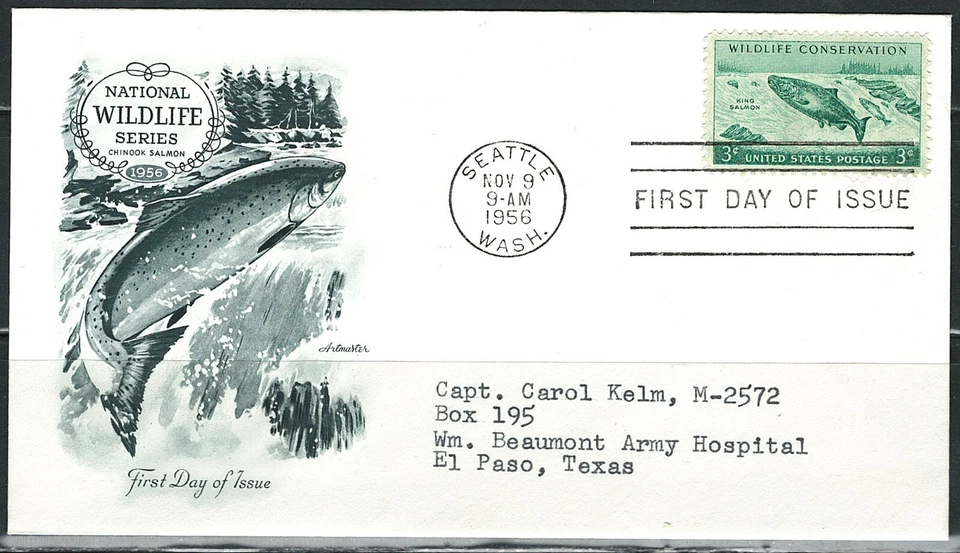 NATIONAL
WILDLIFE
SERIES
CHINOOK SALMON
1956
Artmaster
First Day of Issue
SEATTLE
NOV 9
9-AM
1956
WASH.
WILDLIFE CONSERVATION
KING
SALMON
3¢ UNITED STATES POSTAGE 3¢
FIRST DAY OF ISSUE
Capt. Carol Kelm, M-2572
Box 195
Wm. Beaumont Army Hospital
El Paso, Texas